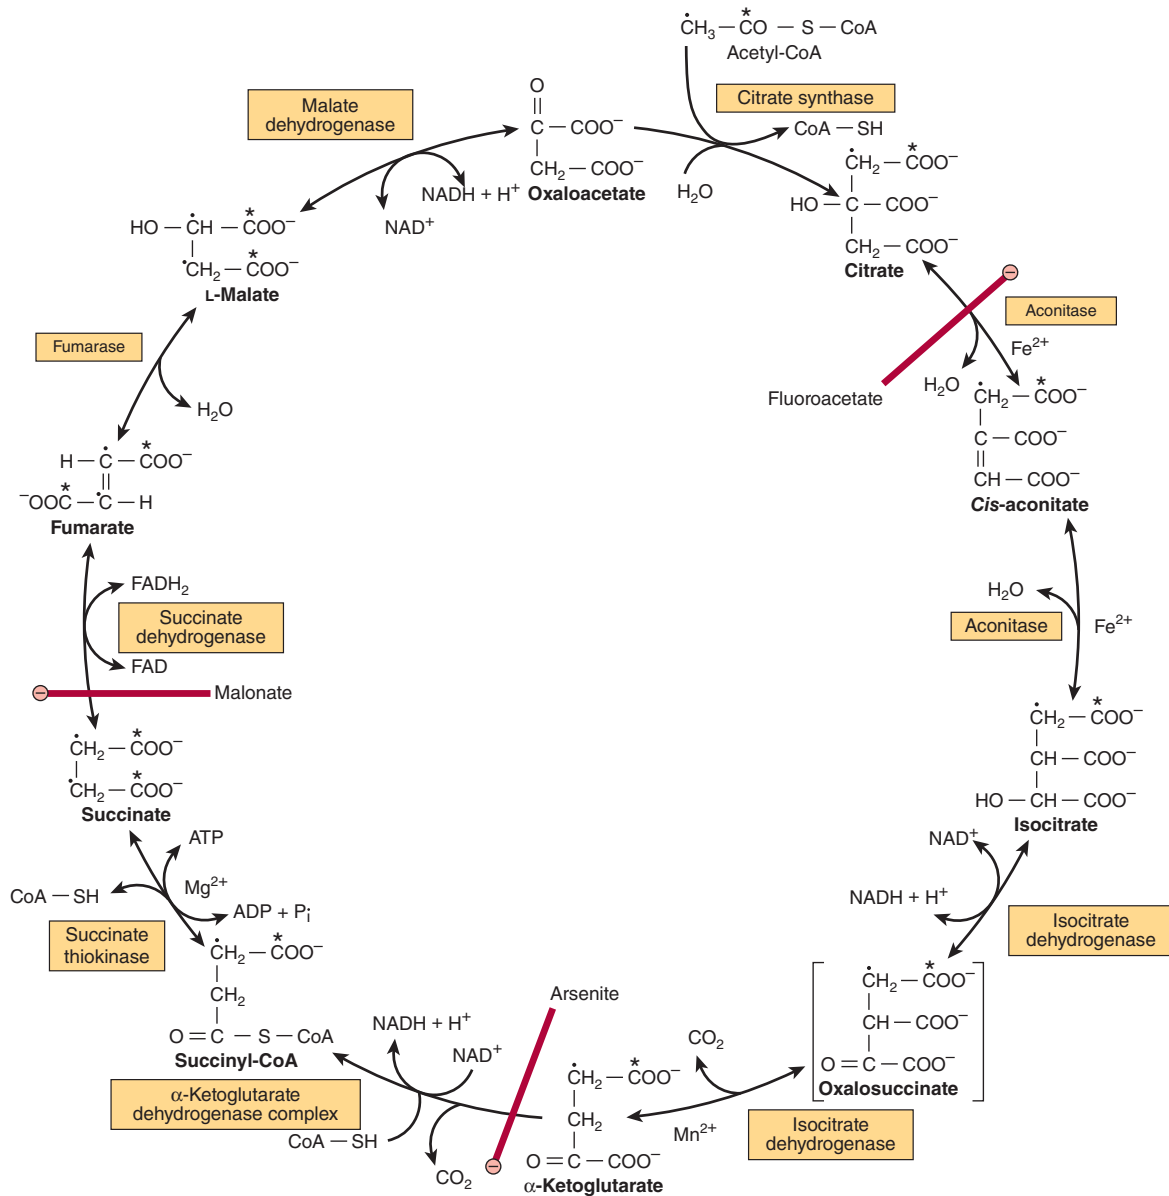 CH₃ — *CO — S — CoA
Acetyl-CoA
Citrate synthase
CoA — SH
H₂O
Malate
dehydrogenase
O
C — COO⁻
CH₂ — COO⁻
Oxaloacetate
NADH + H⁺
NAD⁺
CH₂ — *COO⁻
HO — C — COO⁻
CH₂ — COO⁻
Citrate
Aconitase
Fe²⁺
H₂O
Fluoroacetate
CH₂ — *COO⁻
C — COO⁻
CH — COO⁻
Cis-aconitate
H₂O
Aconitase
Fe²⁺
CH₂ — *COO⁻
CH — COO⁻
HO — CH — COO⁻
Isocitrate
NAD⁺
NADH + H⁺
Isocitrate
dehydrogenase
CH₂ — *COO⁻
CH — COO⁻
O = C — COO⁻
Oxalosuccinate
CO₂
Mn²⁺
Isocitrate
dehydrogenase
CH₂ — *COO⁻
CH₂
O = C — COO⁻
α-Ketoglutarate
Arsenite
NADH + H⁺
NAD⁺
α-Ketoglutarate
dehydrogenase complex
CoA — SH
CO₂
CH₂ — *COO⁻
CH₂
O = C — S — CoA
Succinyl-CoA
ATP
Mg²⁺
CoA — SH
ADP + Pi
Succinate
thiokinase
CH₂ — *COO⁻
CH₂ — *COO⁻
Succinate
Malonate
FADH₂
Succinate
dehydrogenase
FAD
H — C — *COO⁻
⁻OO*C — C — H
Fumarate
Fumarase
H₂O
HO — CH — *COO⁻
CH₂ — *COO⁻
L-Malate